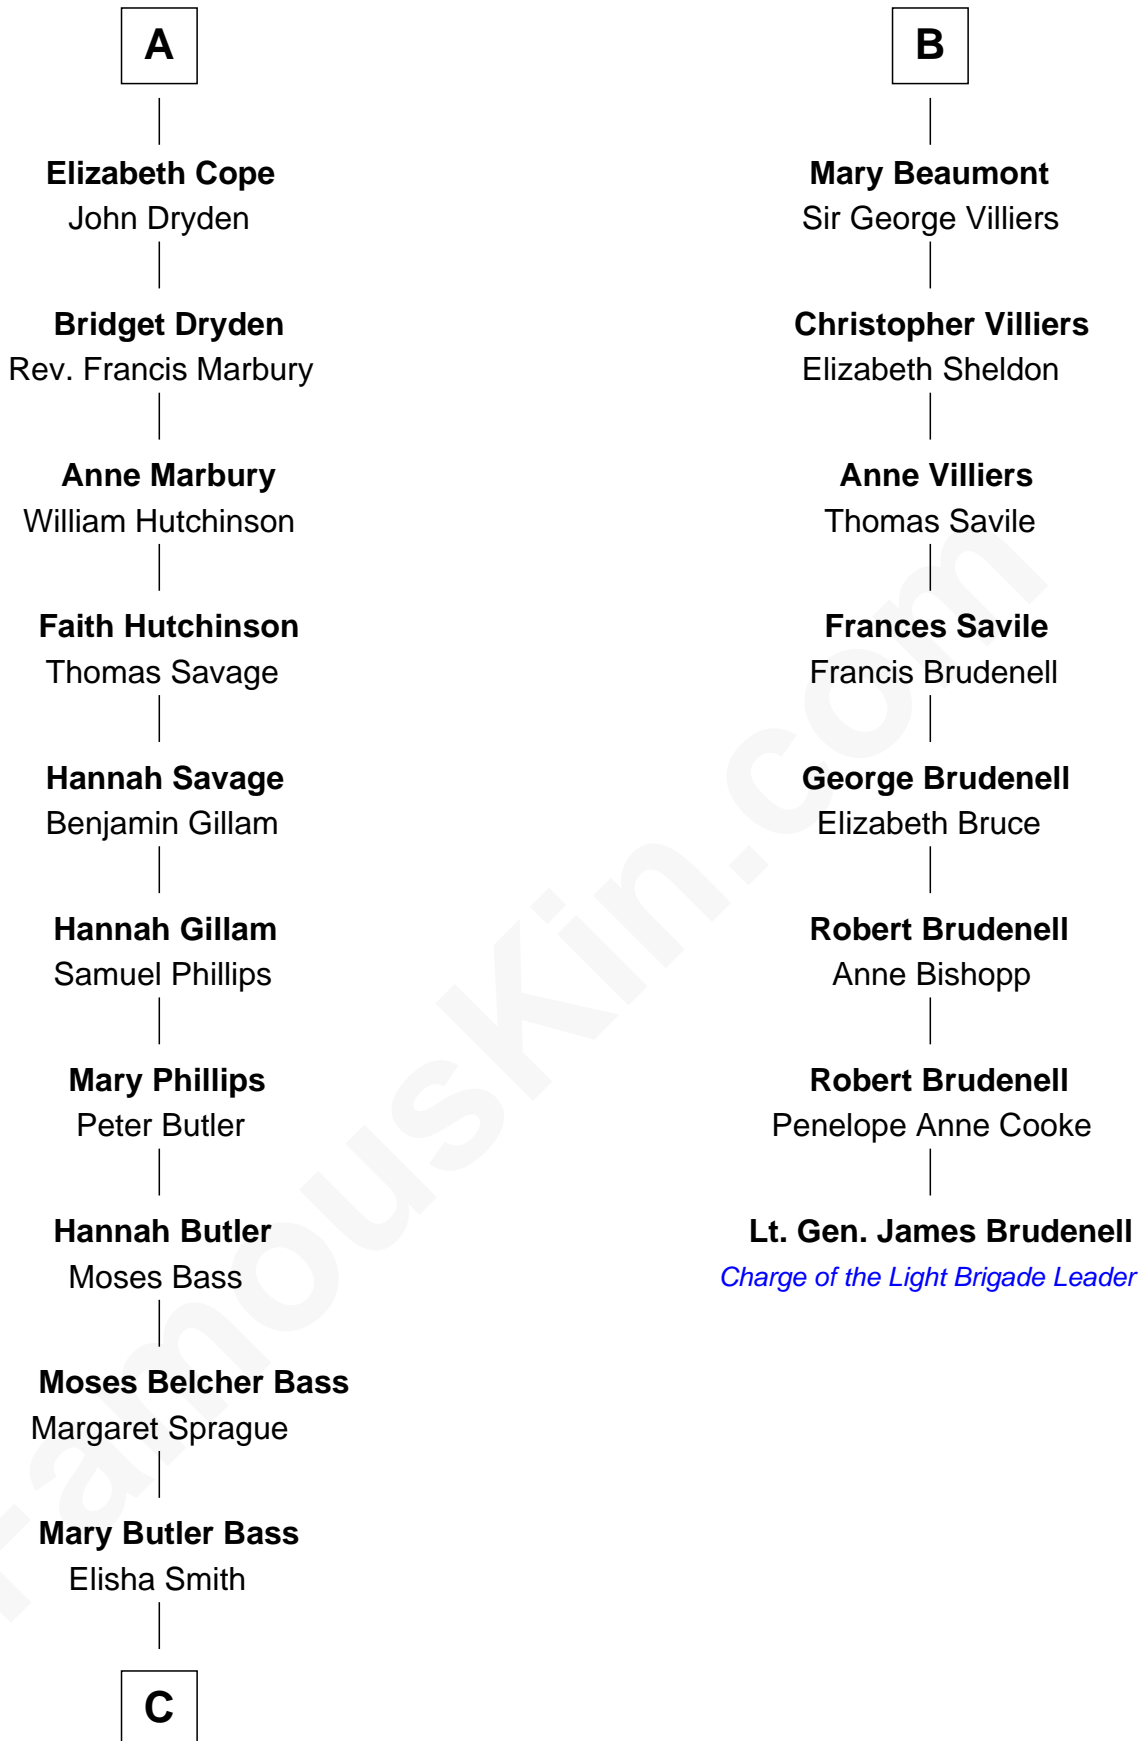 A
Elizabeth Cope
John Dryden
Bridget Dryden
Rev. Francis Marbury
Anne Marbury
William Hutchinson
Faith Hutchinson
Thomas Savage
Hannah Savage
Benjamin Gillam
Hannah Gillam
Samuel Phillips
Mary Phillips
Peter Butler
Hannah Butler
Moses Bass
Moses Belcher Bass
Margaret Sprague
Mary Butler Bass
Elisha Smith
C
B
Mary Beaumont
Sir George Villiers
Christopher Villiers
Elizabeth Sheldon
Anne Villiers
Thomas Savile
Frances Savile
Francis Brudenell
George Brudenell
Elizabeth Bruce
Robert Brudenell
Anne Bishopp
Robert Brudenell
Penelope Anne Cooke
Lt. Gen. James Brudenell
Charge of the Light Brigade Leader
FamousKin.com